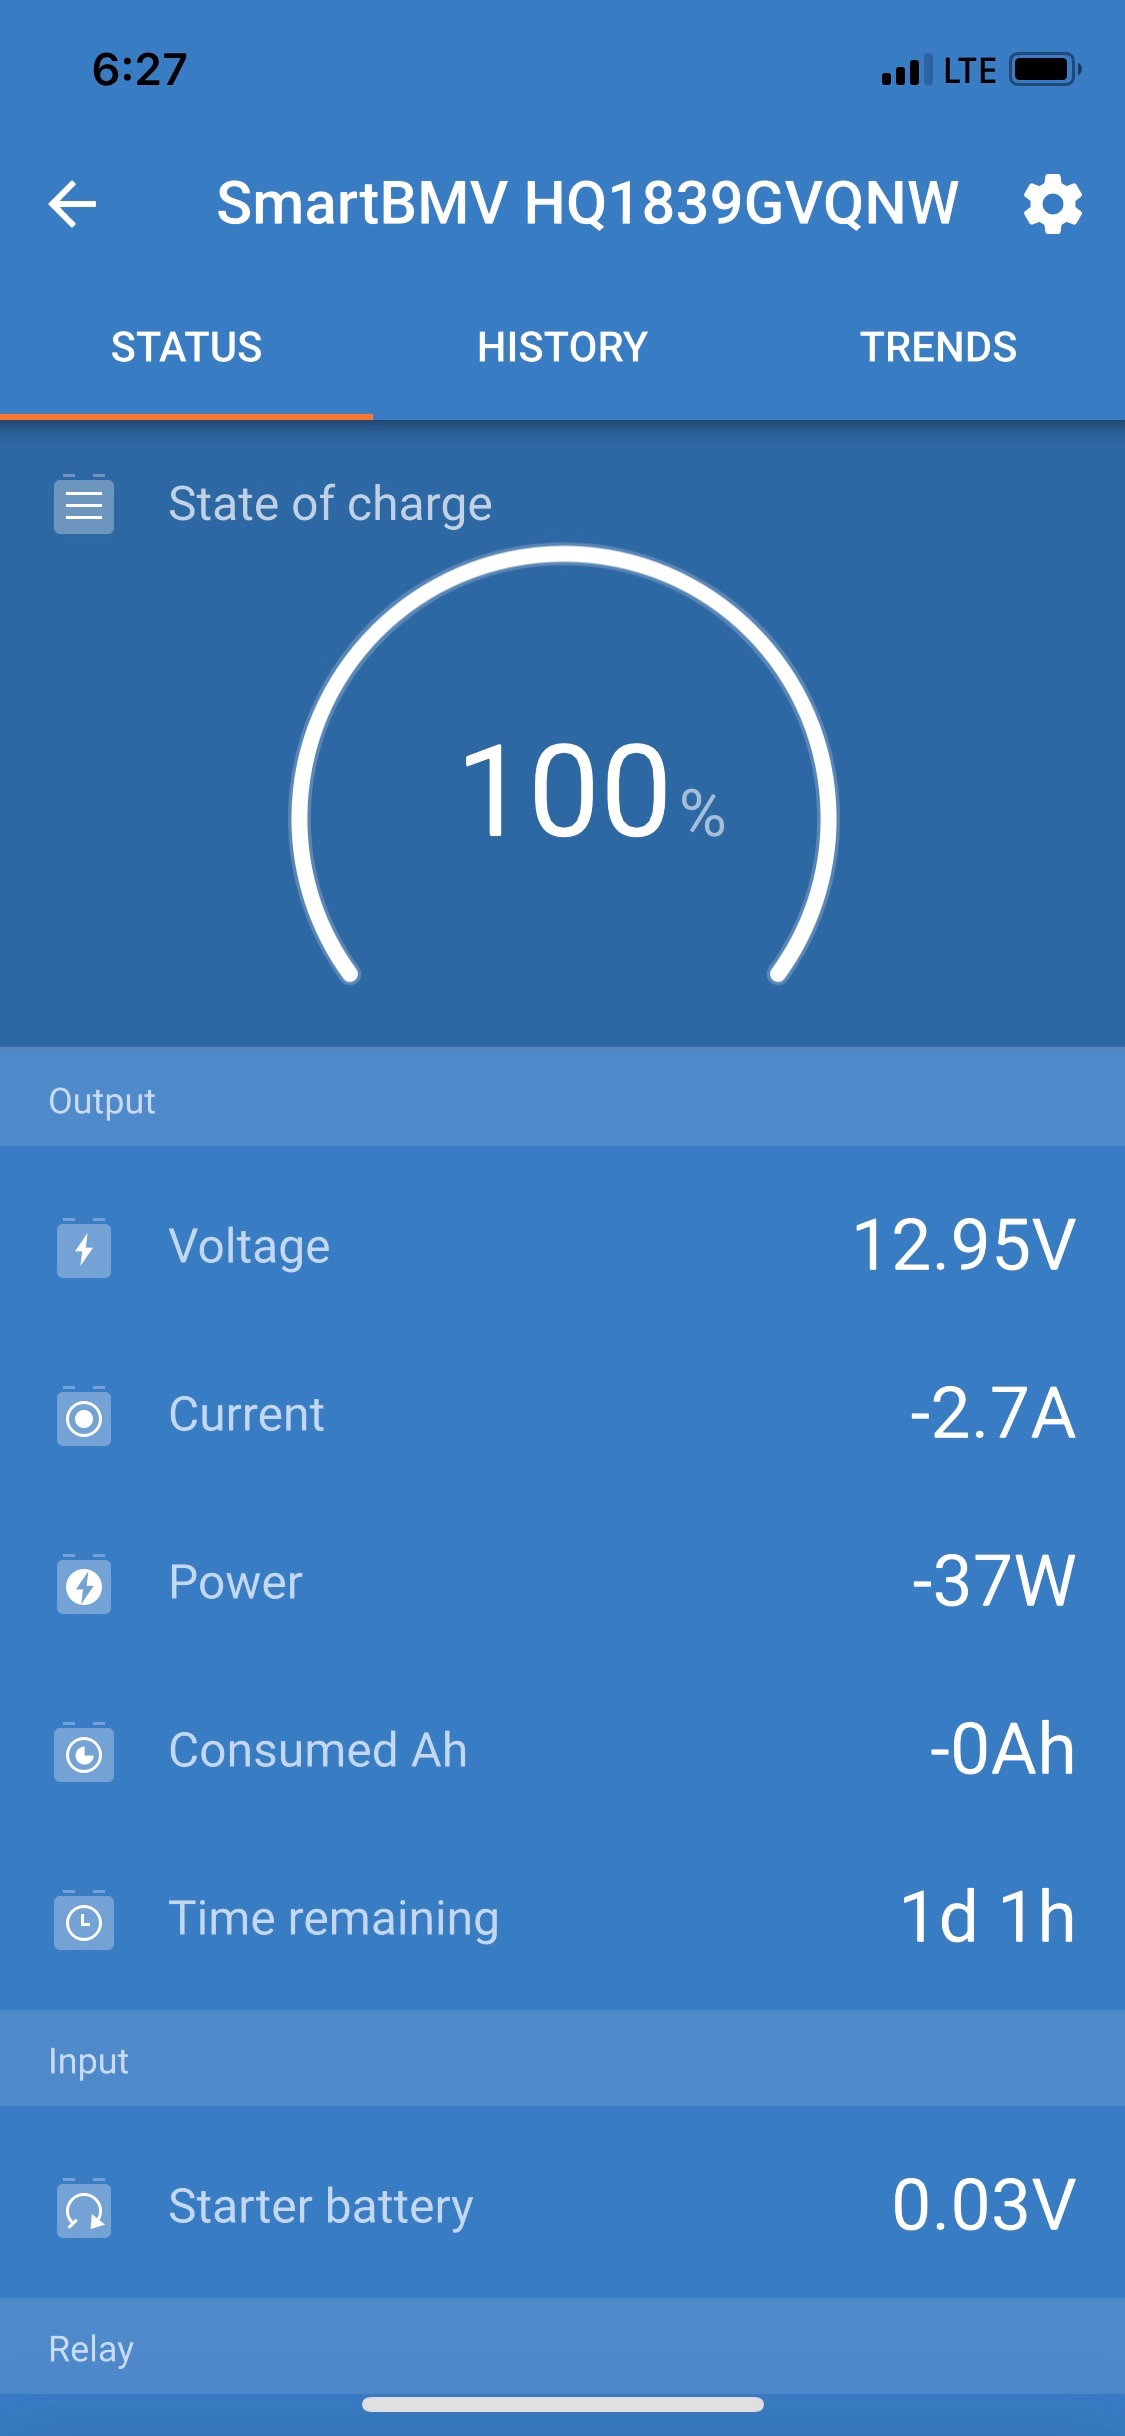 6:27 LTE
SmartBMV HQ1839GVQNW
STATUS HISTORY TRENDS
State of charge
100%
Output
Voltage 12.95V
Current -2.7A
Power -37W
Consumed Ah -0Ah
Time remaining 1d 1h
Input
Starter battery 0.03V
Relay